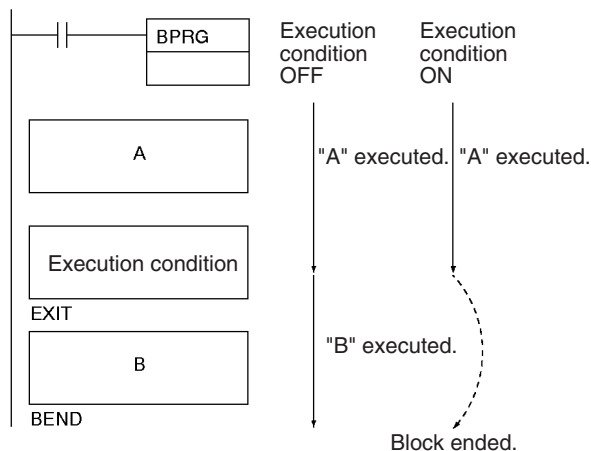 BPRG
Execution
condition
OFF
Execution
condition
ON
A
"A" executed.
"A" executed.
Execution condition
EXIT
B
"B" executed.
BEND
Block ended.